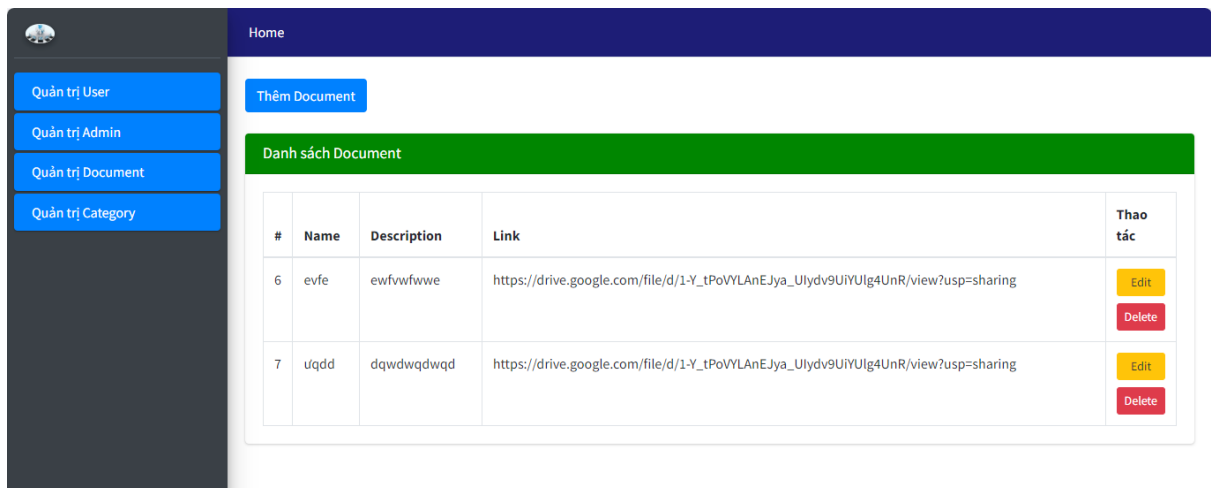 Home
Quản trị User
Quản trị Admin
Quản trị Document
Quản trị Category
Thêm Document
Danh sách Document
# Name Description Link Thao tác
6 evfe ewfvwfwwe https://drive.google.com/file/d/1-Y_tPoVYLAnEJya_UIydv9UiYUlg4UnR/view?usp=sharing Edit
Delete
7 ưqdd dqwdwqdwqd https://drive.google.com/file/d/1-Y_tPoVYLAnEJya_UIydv9UiYUlg4UnR/view?usp=sharing Edit
Delete